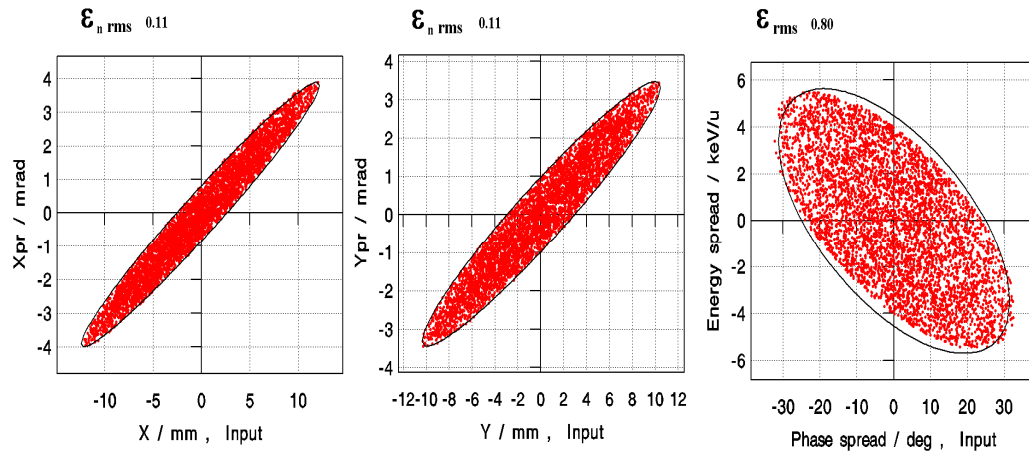 ε n rms 0.11
ε n rms 0.11
ε rms 0.80
4
3
2
1
0
-1
-2
-3
-4
Xpr / mrad
-10 -5 0 5 10
X / mm , Input
4
3
2
1
0
-1
-2
-3
-4
Ypr / mrad
-12 -10 -8 -6 -4 -2 0 2 4 6 8 10 12
Y / mm , Input
6
4
2
0
-2
-4
-6
Energy spread / keV/u
-30 -20 -10 0 10 20 30
Phase spread / deg , Input